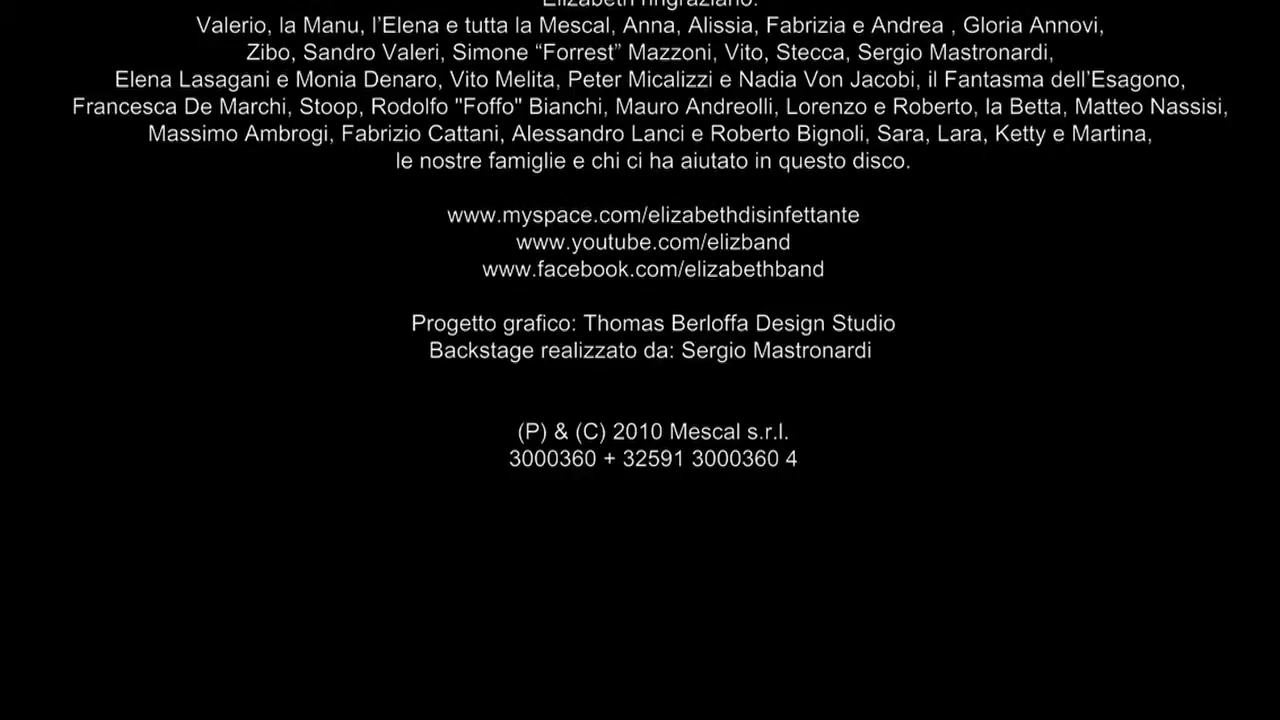 Elizabeth ringraziano:
Valerio, la Manu, l’Elena e tutta la Mescal, Anna, Alissia, Fabrizia e Andrea , Gloria Annovi,
Zibo, Sandro Valeri, Simone “Forrest” Mazzoni, Vito, Stecca, Sergio Mastronardi,
Elena Lasagani e Monia Denaro, Vito Melita, Peter Micalizzi e Nadia Von Jacobi, il Fantasma dell’Esagono,
Francesca De Marchi, Stoop, Rodolfo "Foffo" Bianchi, Mauro Andreolli, Lorenzo e Roberto, la Betta, Matteo Nassisi,
Massimo Ambrogi, Fabrizio Cattani, Alessandro Lanci e Roberto Bignoli, Sara, Lara, Ketty e Martina,
le nostre famiglie e chi ci ha aiutato in questo disco.
www.myspace.com/elizabethdisinfettante
www.youtube.com/elizband
www.facebook.com/elizabethband
Progetto grafico: Thomas Berloffa Design Studio
Backstage realizzato da: Sergio Mastronardi
(P) & (C) 2010 Mescal s.r.l.
3000360 + 32591 3000360 4